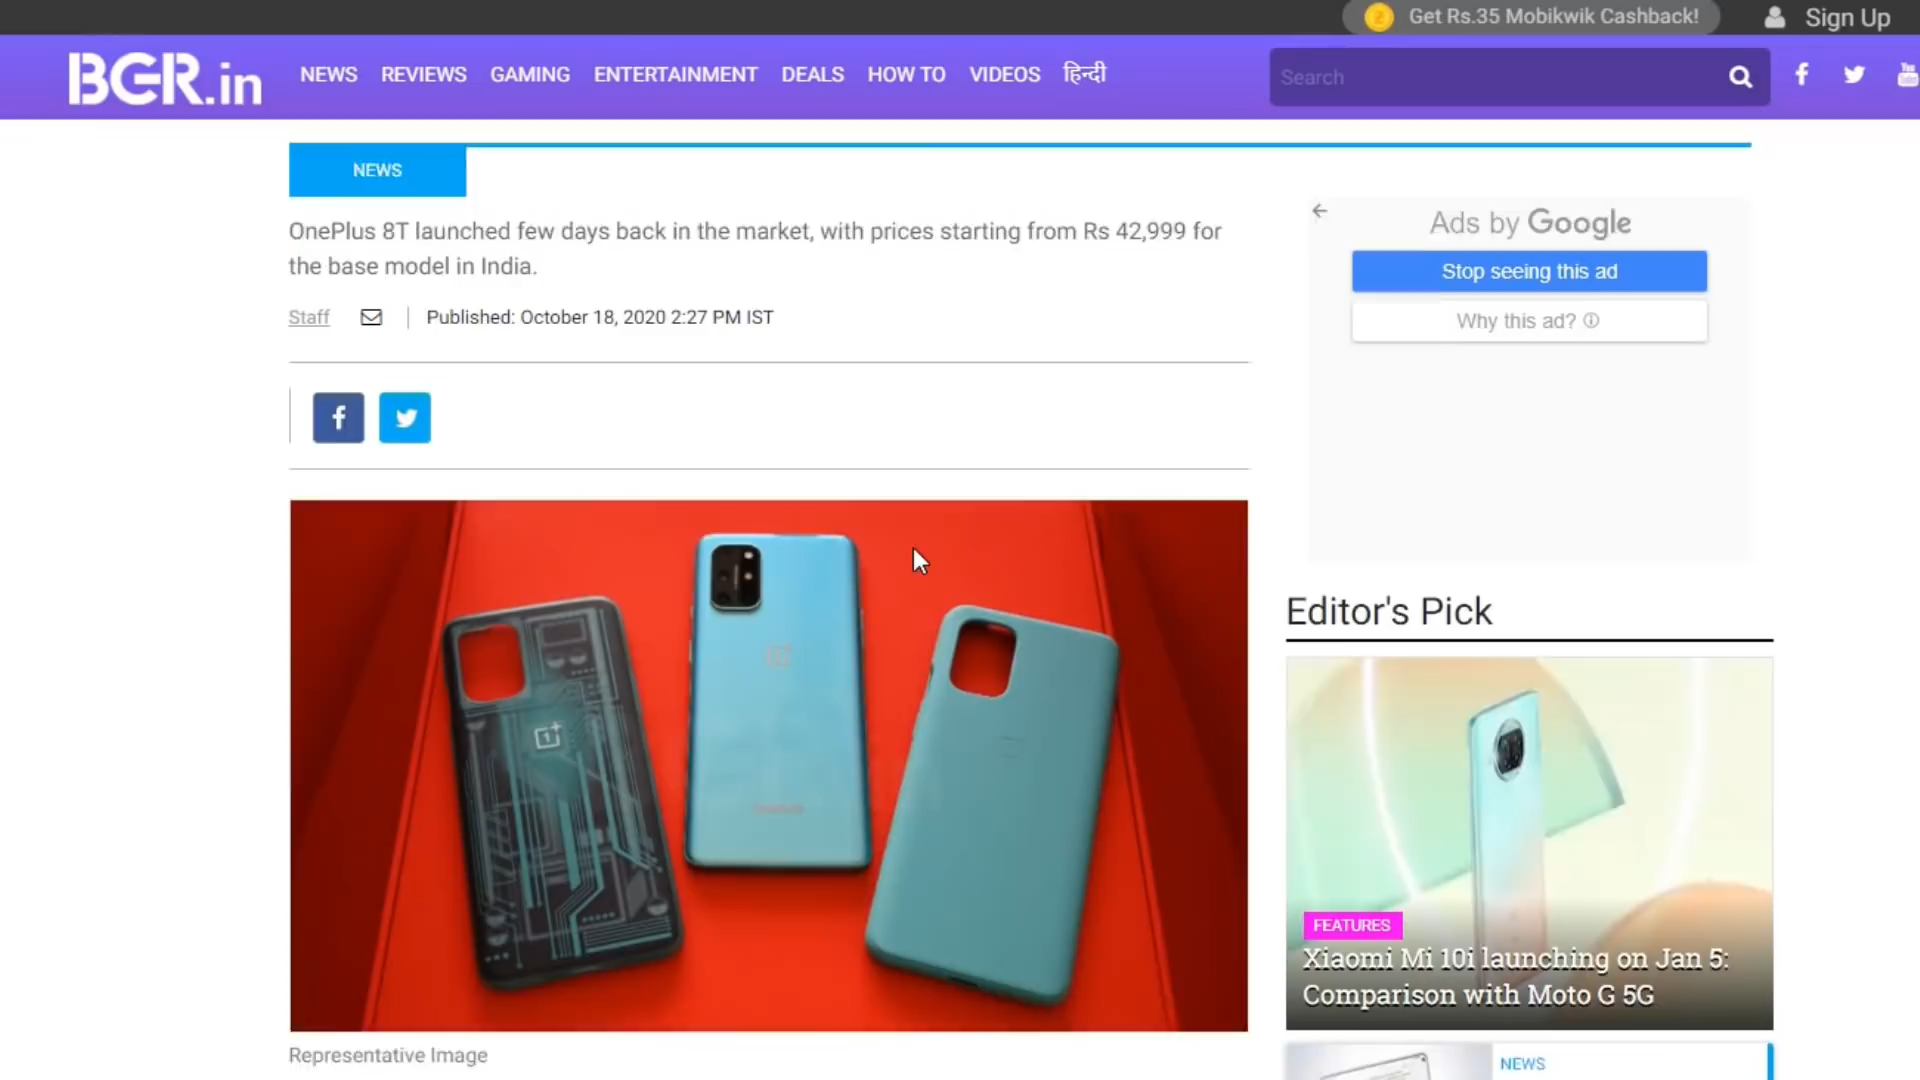 Get Rs.35 Mobikwik Cashback!
Sign Up
BGR.in
NEWS
REVIEWS
GAMING
ENTERTAINMENT
DEALS
HOW TO
VIDEOS
हिन्दी
Search
NEWS
OnePlus 8T launched few days back in the market, with prices starting from Rs 42,999 for
the base model in India.
Staff
Published: October 18, 2020 2:27 PM IST
Ads by Google
Stop seeing this ad
Why this ad?
Editor's Pick
FEATURES
Xiaomi Mi 10i launching on Jan 5:
Comparison with Moto G 5G
Representative Image
NEWS